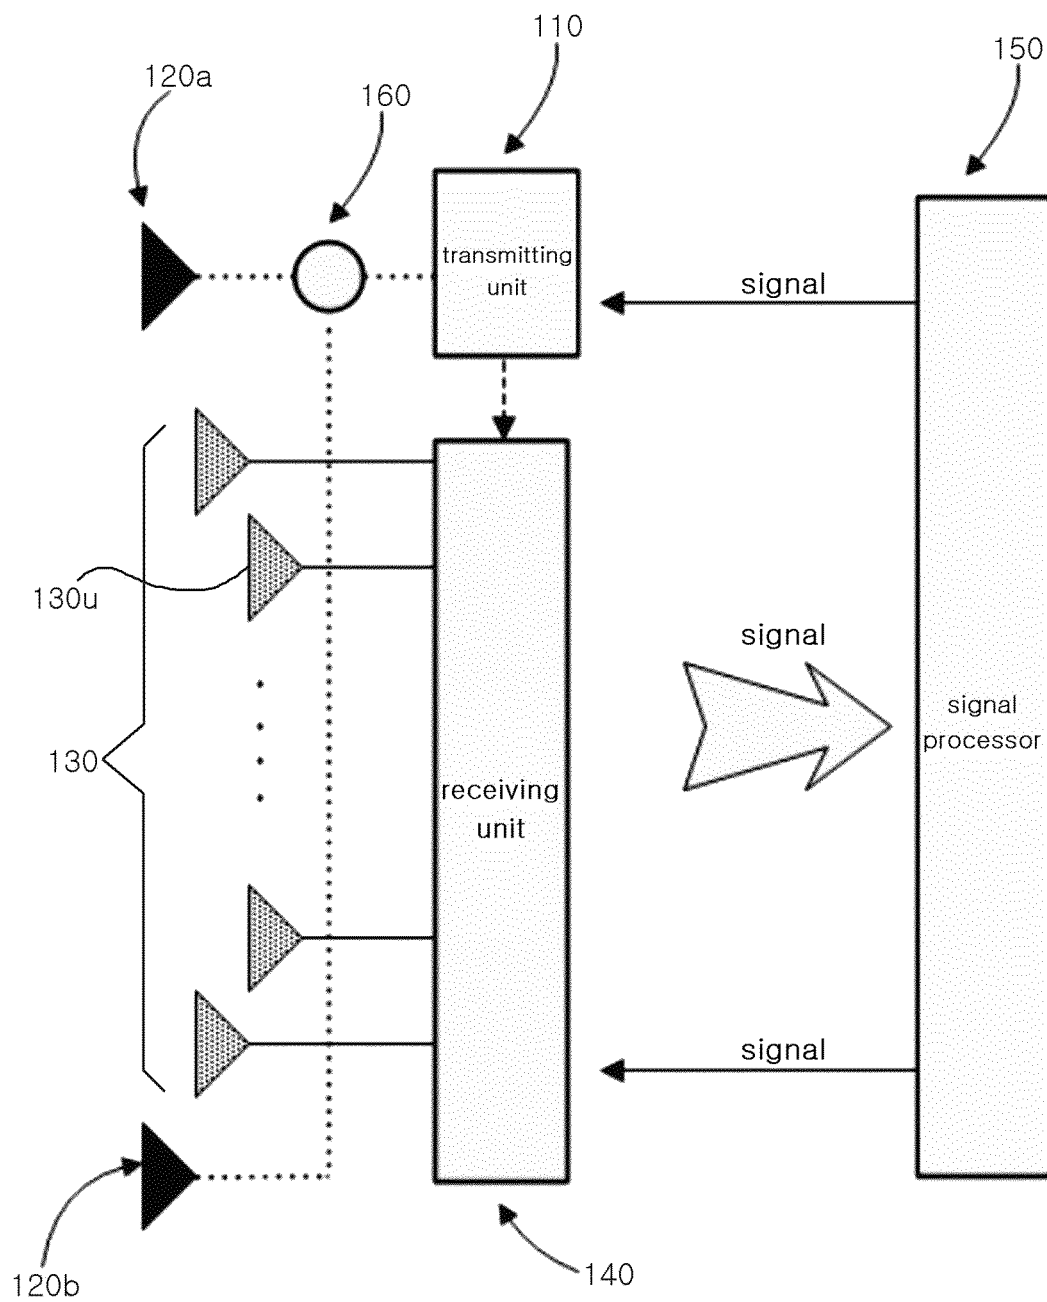 110
150
120a
160
transmitting
unit
signal
130u
signal
signal
processor
130
receiving
unit
signal
120b
140